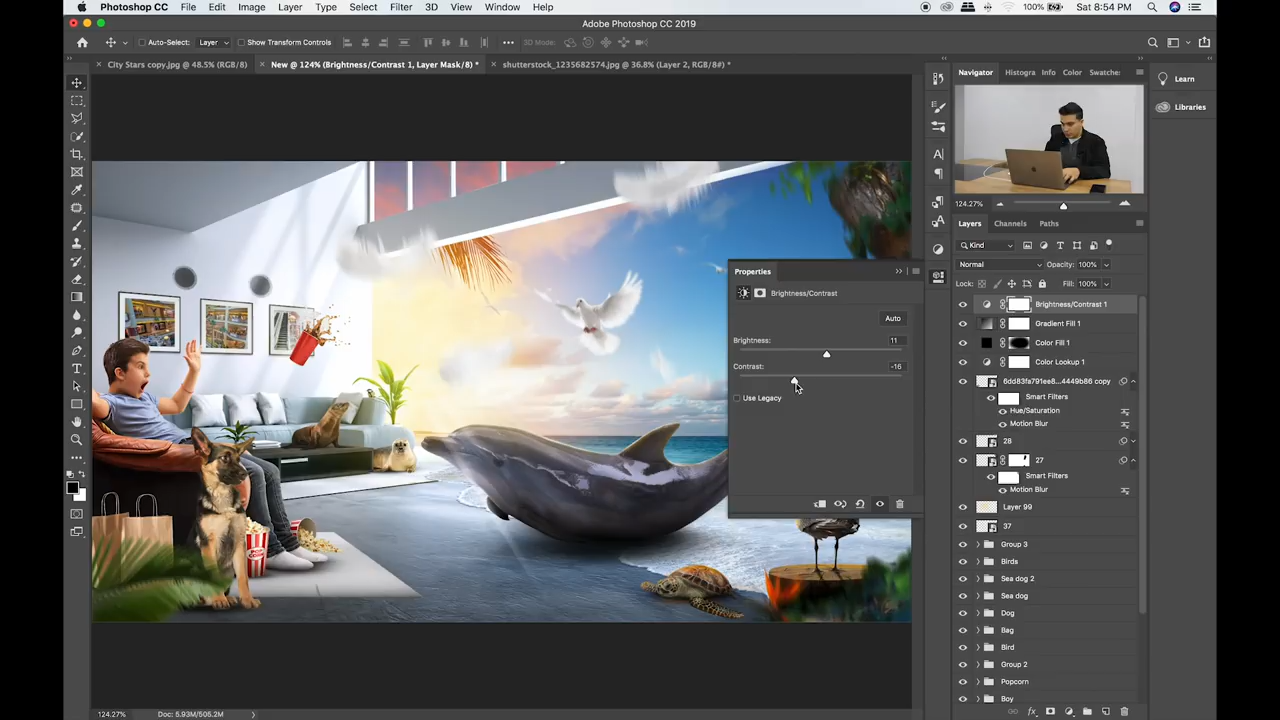 Photoshop CC File Edit Image Layer Type Select Filter 3D View Window Help 100% Sat 8:54 PM
Adobe Photoshop CC 2019
Auto-Select: Layer Show Transform Controls 3D Mode:
City Stars copy.jpg @ 48.5% (RGB/8) New @ 124% (Brightness/Contrast 1, Layer Mask/8) * shutterstock_1235682574.jpg @ 36.8% (Layer 2, RGB/8#) *
Navigator Histogra Info Color Swatche
Learn
Libraries
124.27%
Layers Channels Paths
Kind
Normal Opacity: 100%
Lock: Fill: 100%
Properties
Brightness/Contrast
Auto
Brightness: 11
Contrast: -16
Use Legacy
Brightness/Contrast 1
Gradient Fill 1
Color Fill 1
Color Lookup 1
6dd83fa791ee8...4449b86 copy
Smart Filters
Hue/Saturation
Motion Blur
28
27
Smart Filters
Motion Blur
Layer 99
37
Group 3
Birds
Sea dog 2
Sea dog
Dog
Bag
Bird
Group 2
Popcorn
Boy
POP CORN
124.27% Doc: 5.93M/505.2M